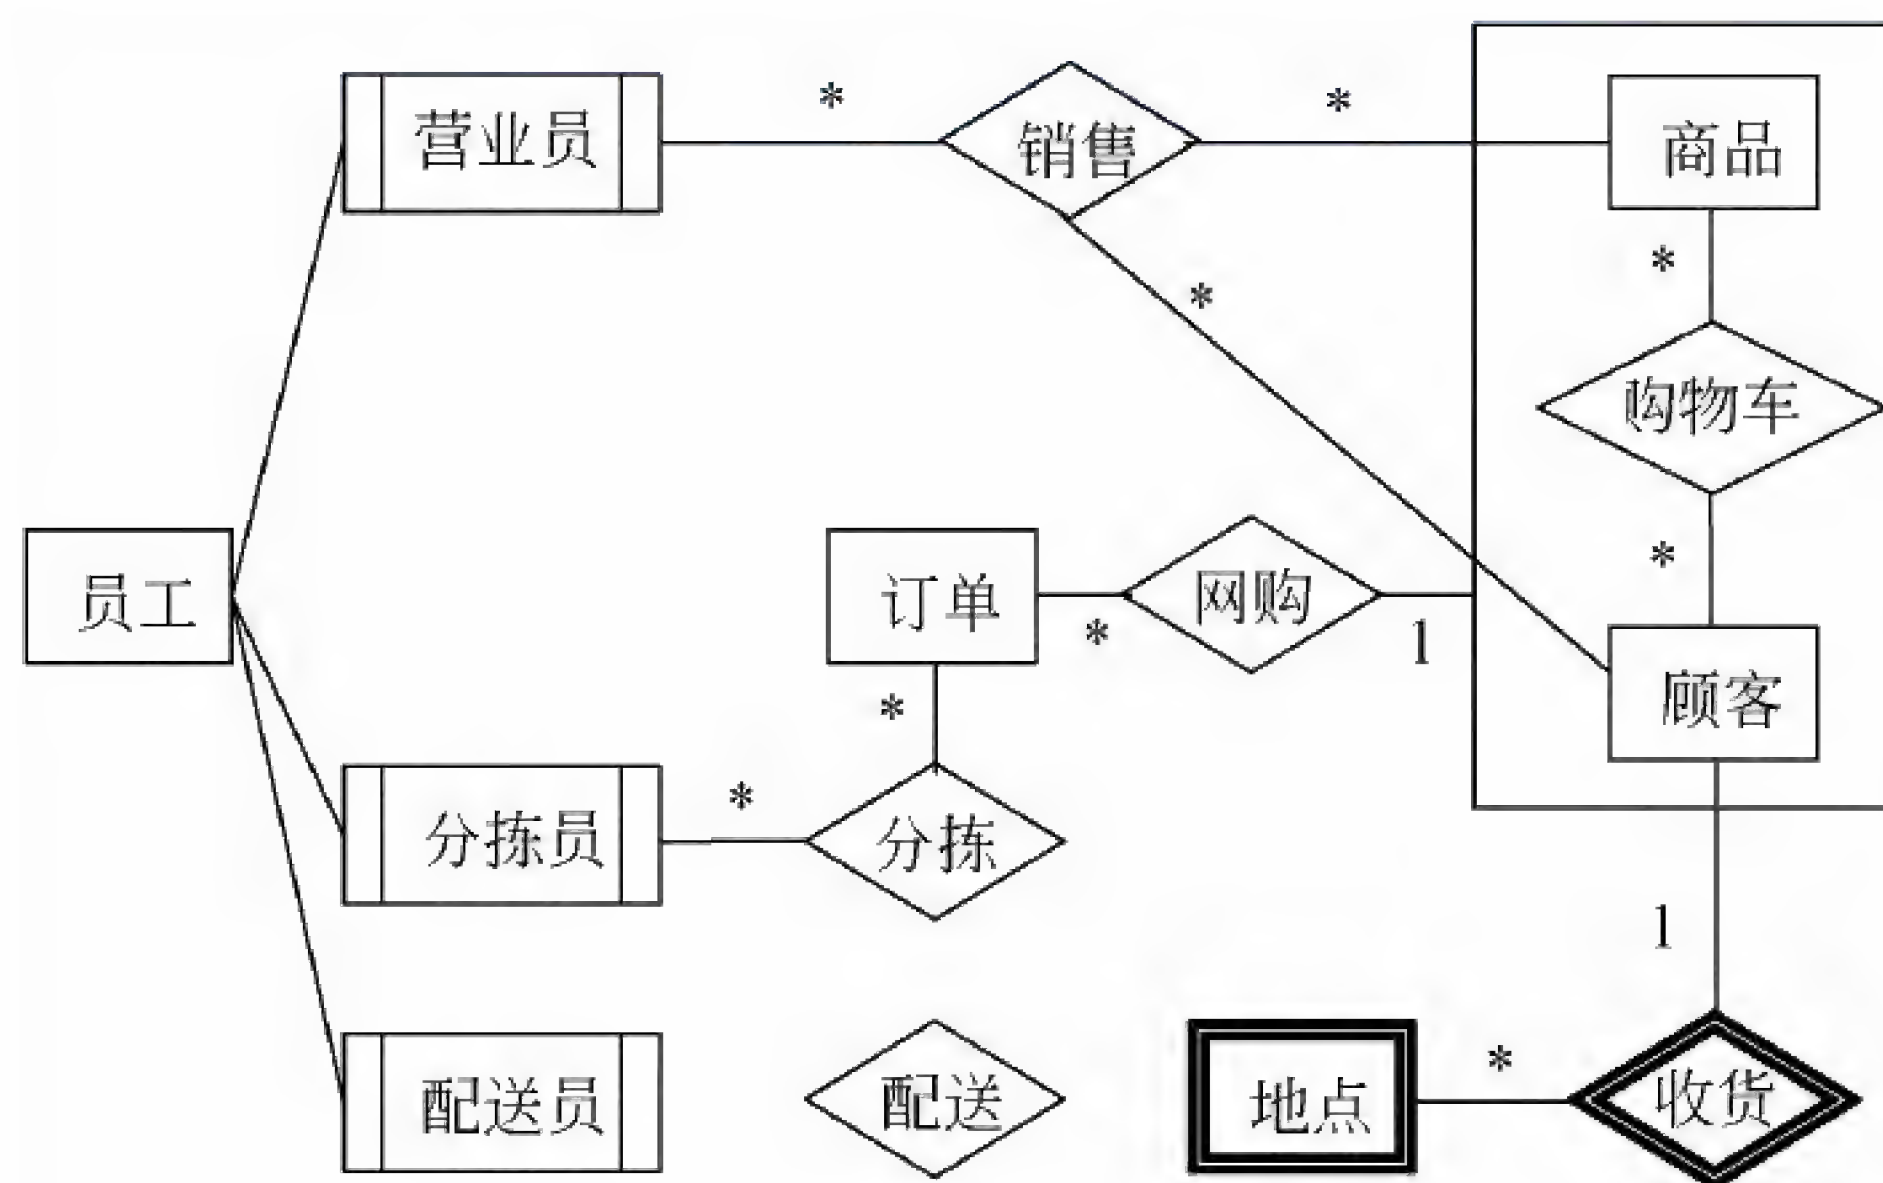 营业员
*
销售
*
商品
*
*
购物车
*
员工
订单
*
网购
1
顾客
*
分拣员
*
分拣
1
配送员
配送
地点
*
收货